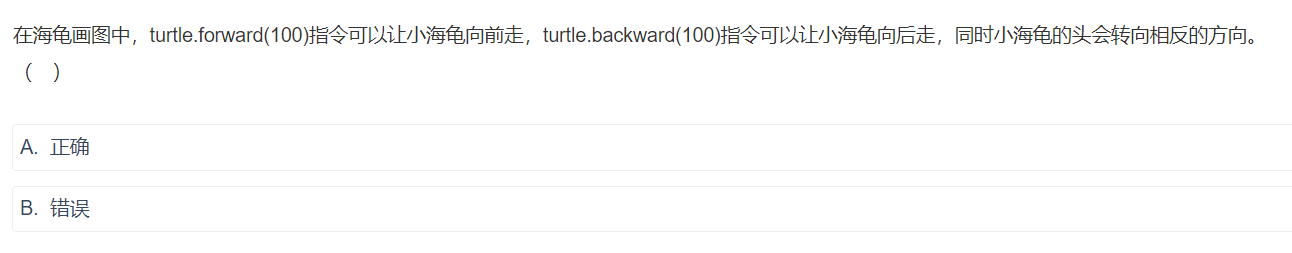 在海龟画图中，turtle.forward(100)指令可以让小海龟向前走，turtle.backward(100)指令可以让小海龟向后走，同时小海龟的头会转向相反的方向。
（　）
A. 正确
B. 错误